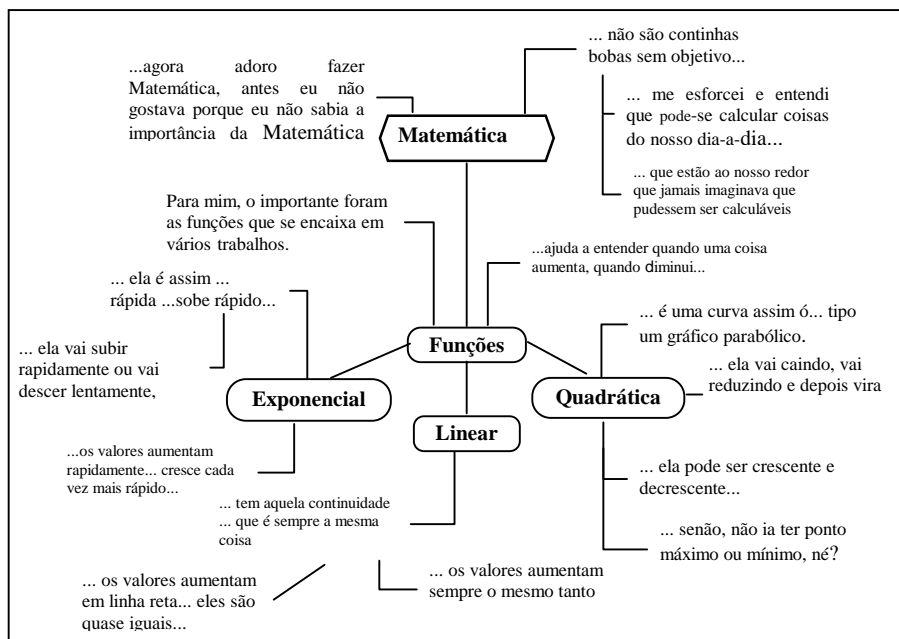 ... não são continhas
bobas sem objetivo...
...agora adoro fazer
Matemática, antes eu não
gostava porque eu não sabia a
importância da Matemática
Matemática
... me esforcei e entendi
que pode-se calcular coisas
do nosso dia-a-dia...
... que estão ao nosso redor
que jamais imaginava que
pudessem ser calculáveis
Para mim, o importante foram
as funções que se encaixa em
vários trabalhos.
...ajuda a entender quando uma coisa
aumenta, quando diminui...
... ela é assim ...
rápida ...sobe rápido...
... é uma curva assim ó... tipo
um gráfico parabólico.
Funções
... ela vai subir
rapidamente ou vai
descer lentamente,
... ela vai caindo, vai
reduzindo e depois vira
Exponencial
Quadrática
Linear
...os valores aumentam
rapidamente... cresce cada
vez mais rápido...
... ela pode ser crescente e
decrescente...
... tem aquela continuidade
... que é sempre a mesma
coisa
... senão, não ia ter ponto
máximo ou mínimo, né?
... os valores aumentam
em linha reta... eles são
quase iguais...
... os valores aumentam
sempre o mesmo tanto